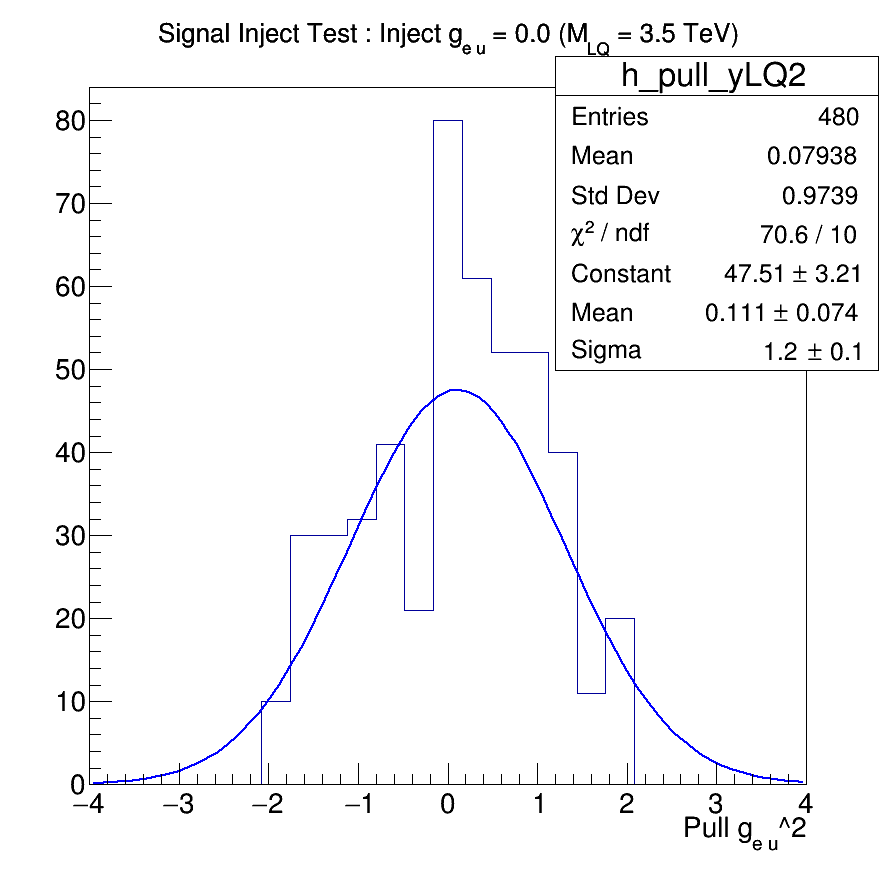 Signal Inject Test : Inject g_e u = 0.0 (M_LQ = 3.5 TeV)
h_pull_yLQ2
Entries 480
Mean 0.07938
Std Dev 0.9739
χ² / ndf 70.6 / 10
Constant 47.51 ± 3.21
Mean 0.111 ± 0.074
Sigma 1.2 ± 0.1
80
70
60
50
40
30
20
10
0
−4 −3 −2 −1 0 1 2 3 4
Pull g_e u^2